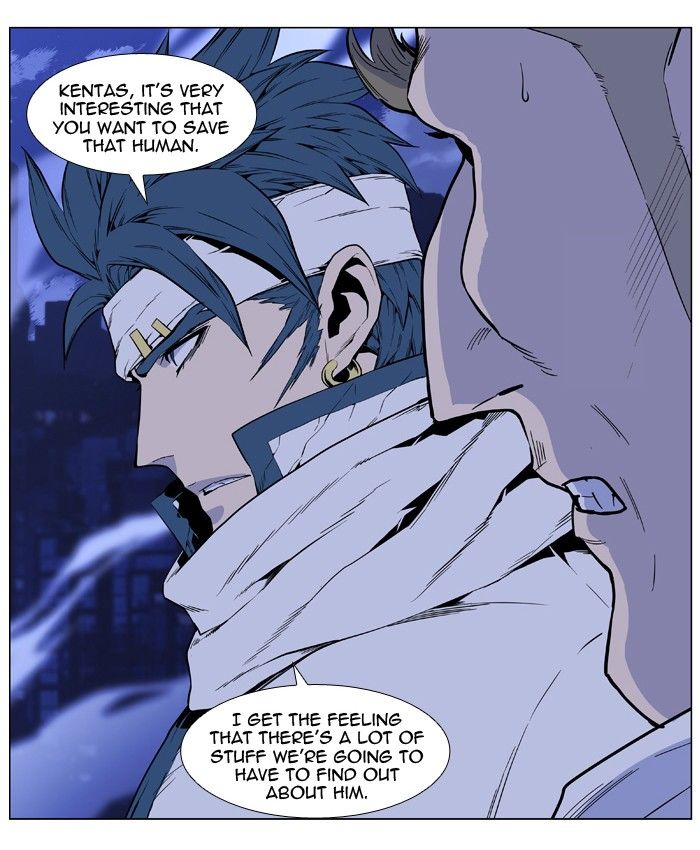 KENTAS, IT'S VERY
INTERESTING THAT
YOU WANT TO SAVE
THAT HUMAN.
I GET THE FEELING
THAT THERE'S A LOT OF
STUFF WE'RE GOING TO
HAVE TO FIND OUT
ABOUT HIM.